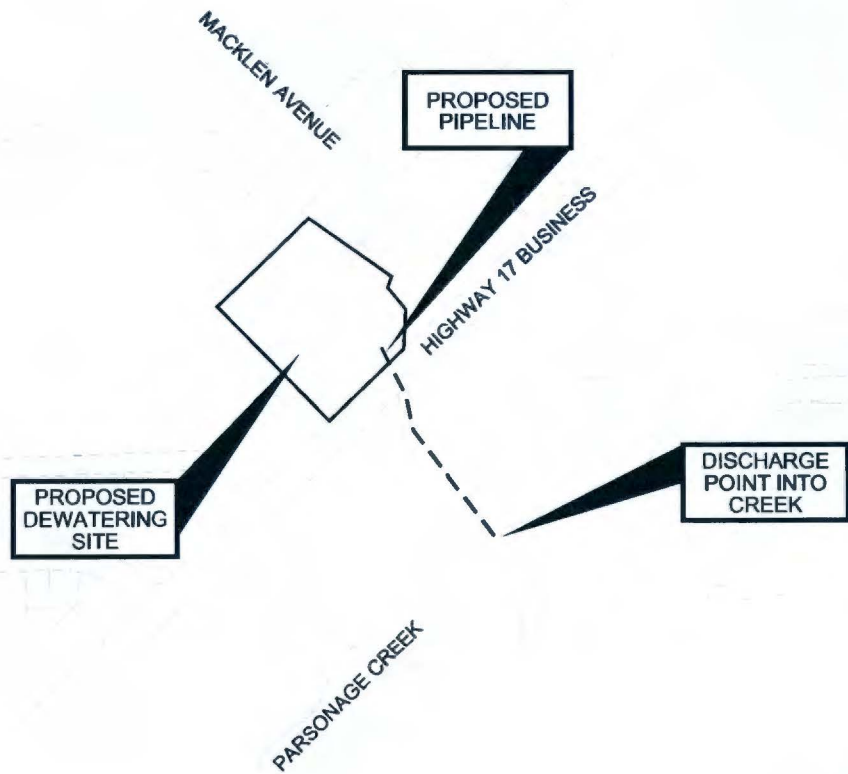 MACKLEN AVENUE
PROPOSED
PIPELINE
HIGHWAY 17 BUSINESS
PROPOSED
DEWATERING
SITE
DISCHARGE
POINT INTO
CREEK
PARSONAGE CREEK